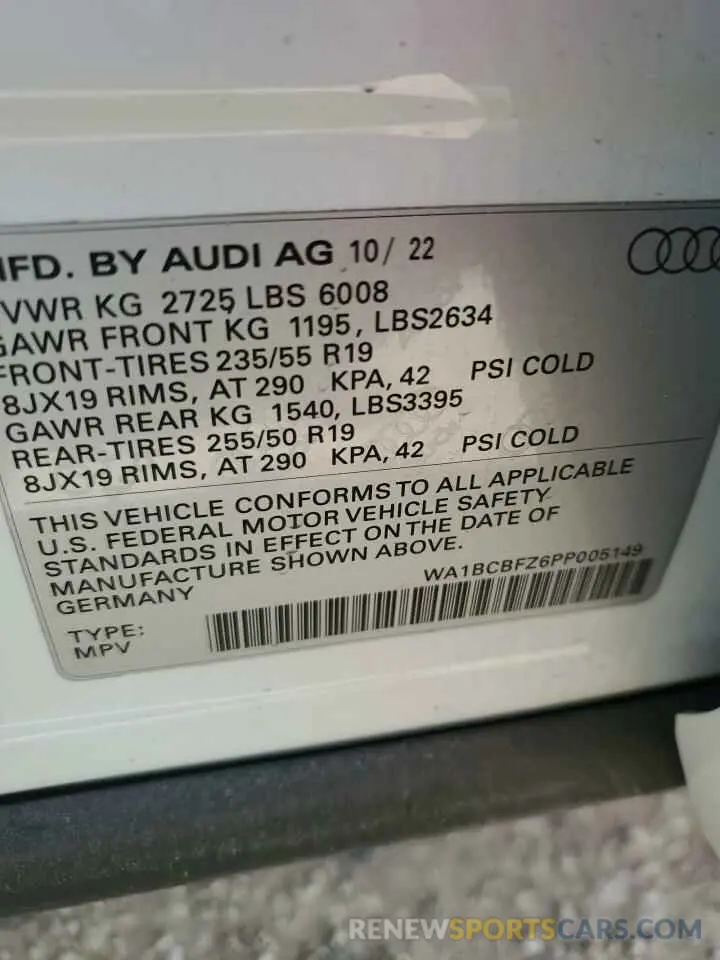 MFD. BY AUDI AG 10/ 22
GVWR KG 2725 LBS 6008
GAWR FRONT KG 1195, LBS2634
FRONT-TIRES 235/55 R19
8JX19 RIMS, AT 290 KPA, 42 PSI COLD
GAWR REAR KG 1540, LBS3395
REAR-TIRES 255/50 R19
8JX19 RIMS, AT 290 KPA, 42 PSI COLD
THIS VEHICLE CONFORMS TO ALL APPLICABLE
U.S. FEDERAL MOTOR VEHICLE SAFETY
STANDARDS IN EFFECT ON THE DATE OF
MANUFACTURE SHOWN ABOVE.
GERMANY WA1BCBFZ6PP005149
TYPE:
MPV
RENEWSPORTSCARS.COM